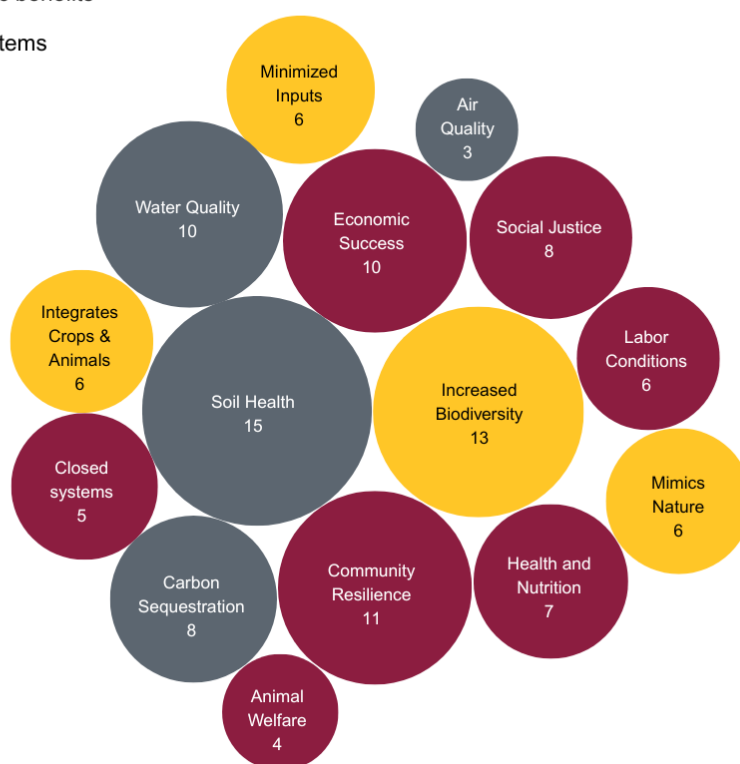 benefits
tems
Minimized
Inputs
6
Air
Quality
3
Water Quality
10
Economic
Success
10
Social Justice
8
Integrates
Crops &
Animals
6
Labor
Conditions
6
Soil Health
15
Increased
Biodiversity
13
Closed
systems
5
Mimics
Nature
6
Carbon
Sequestration
8
Community
Resilience
11
Health and
Nutrition
7
Animal
Welfare
4